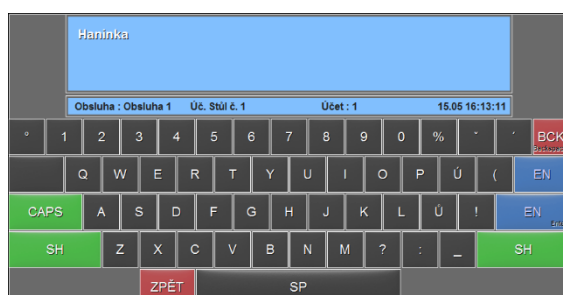 Haninka
Obsluha : Obsluha 1 Úč. Stůl č. 1 Účet : 1 15.05 16:13:11
° 1 2 3 4 5 6 7 8 9 0 % ˇ ´ BCK
Backspace
Q W E R T Y U I O P Ú ( EN
CAPS A S D F G H J K L Ů ! EN
SH Z X C V B N M ? : _ SH
ZPĚT SP